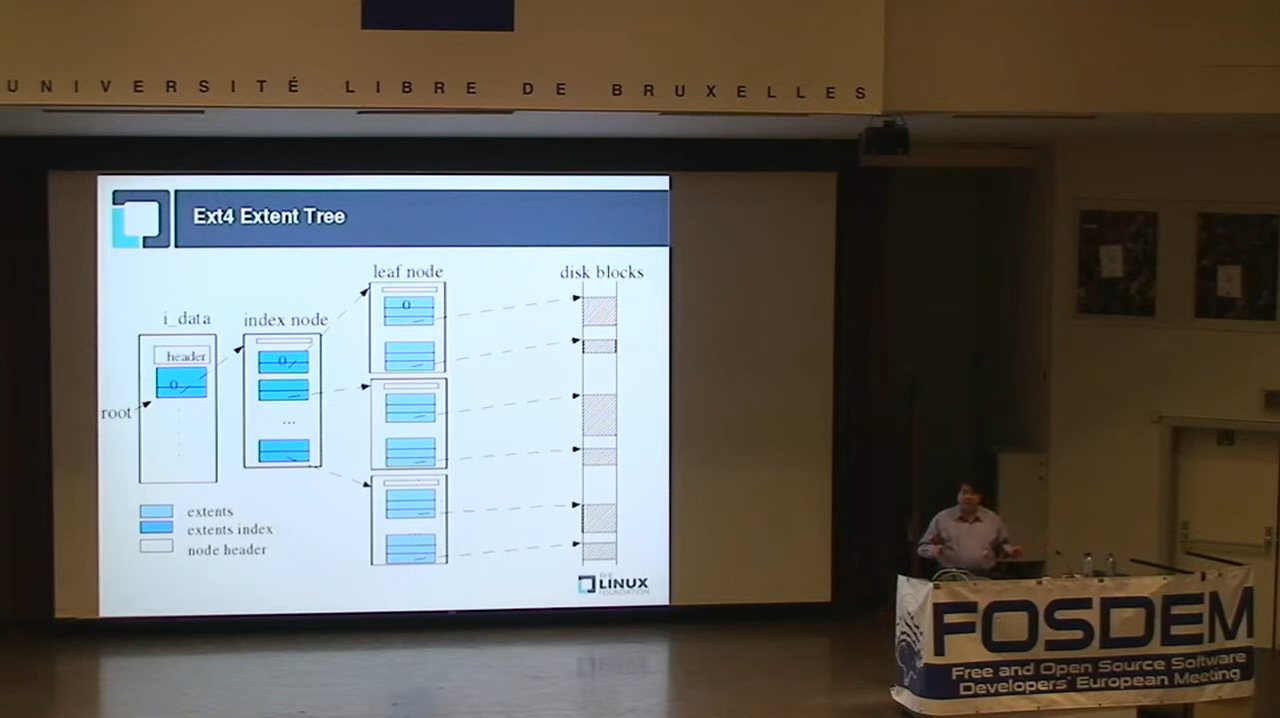 UNIVERSITÉ LIBRE DE BRUXELLES
Ext4 Extent Tree
leaf node
disk blocks
i_data
index node
header
0
0
0
root
...
...
extents
extents index
node header
THE
LINUX
FOUNDATION
FOSDEM
Free and Open Source Software
Developers' European Meeting